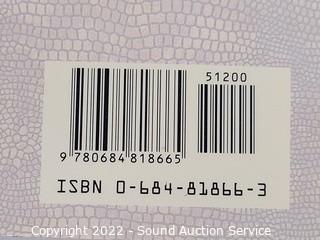 51200
9 780684 818665
ISBN 0-684-81866-3
Copyright 2022 - Sound Auction Service